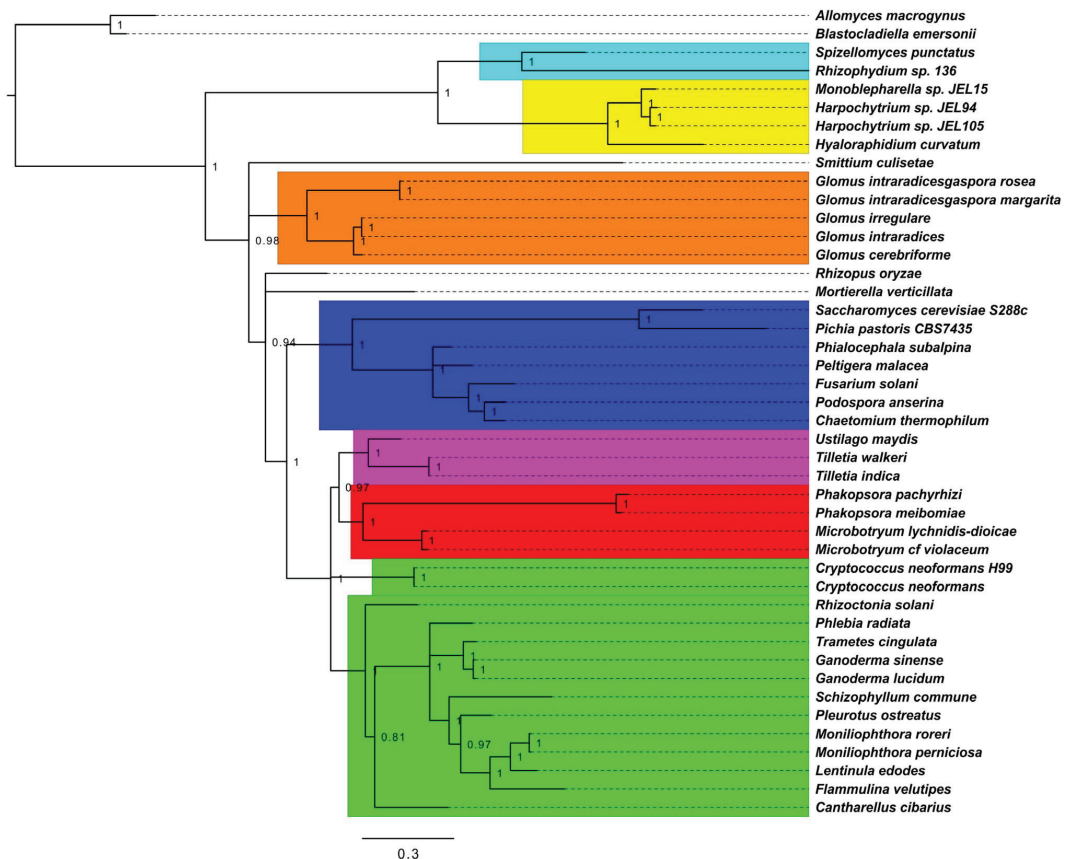 Allomyces macrogynus
1
Blastocladiella emersonii
Spizellomyces punctatus
1
Rhizophydium sp. 136
Monoblepharella sp. JEL15
1
1
Harpochytrium sp. JEL94
1
Harpochytrium sp. JEL105
1
Hyaloraphidium curvatum
Smittium culisetae
1
Glomus intraradicesgaspora rosea
1
Glomus intraradicesgaspora margarita
1
Glomus irregulare
0.98
1
Glomus intraradices
Glomus cerebriforme
Rhizopus oryzae
Mortierella verticillata
Saccharomyces cerevisiae S288c
1
Pichia pastoris CBS7435
0.94
1
Phialocephala subalpina
1
Peltigera malacea
Fusarium solani
1
Podospora anserina
1
Chaetomium thermophilum
Ustilago maydis
1
1
Tilletia walkeri
1
Tilletia indica
0.97
Phakopsora pachyrhizi
1
Phakopsora meibomiae
1
Microbotryum lychnidis-dioicae
1
Microbotryum cf violaceum
Cryptococcus neoformans H99
1
1
Cryptococcus neoformans
Rhizoctonia solani
Phlebia radiata
Trametes cingulata
1
1
Ganoderma sinense
1
Ganoderma lucidum
Schizophyllum commune
1
Pleurotus ostreatus
0.81
0.97
Moniliophthora roreri
1
Moniliophthora perniciosa
1
Lentinula edodes
1
Flammulina velutipes
Cantharellus cibarius
0.3